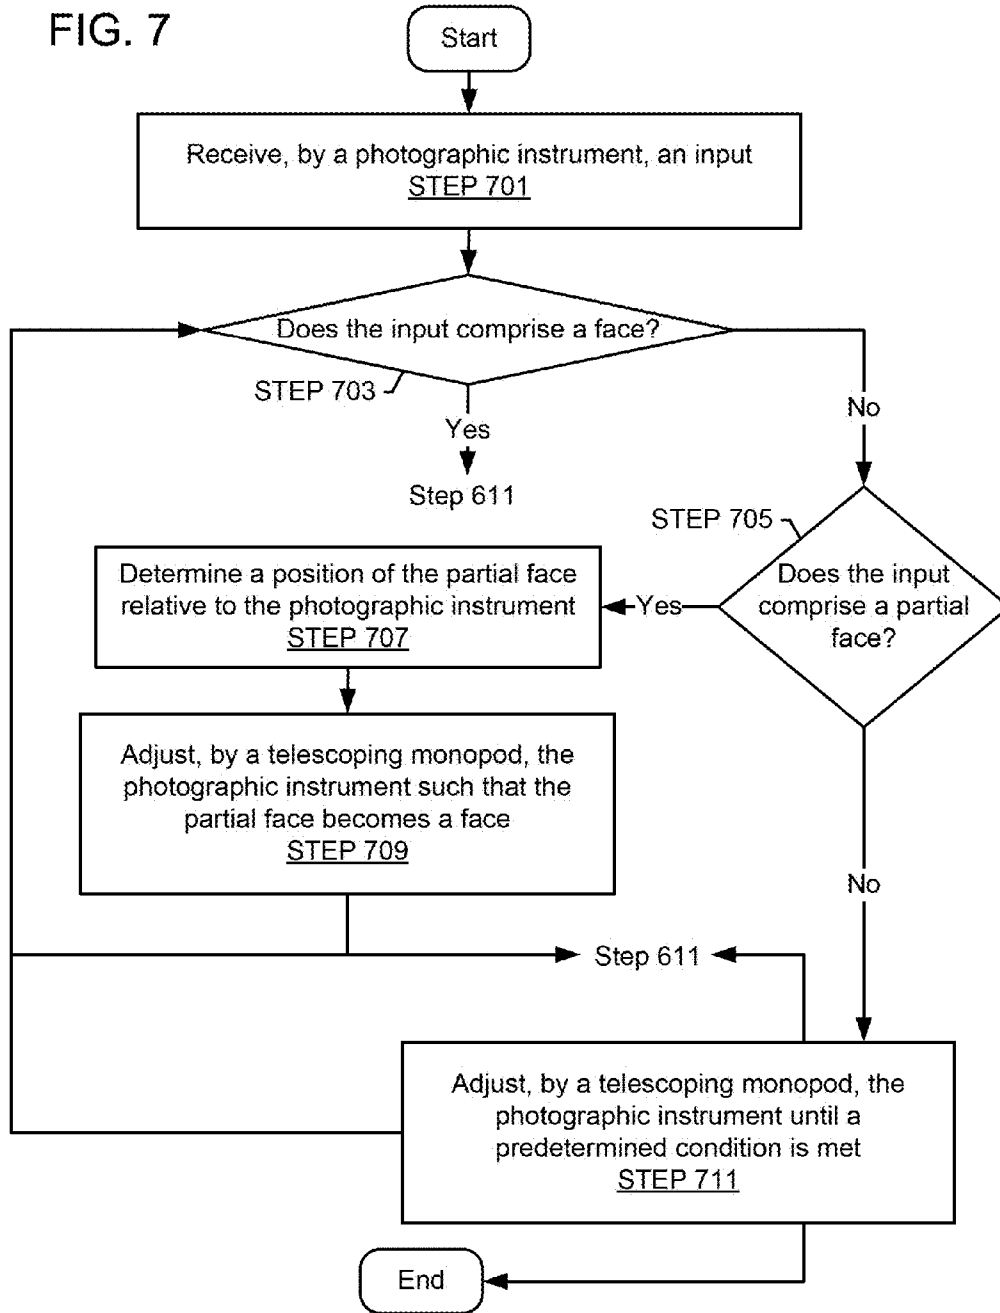 FIG. 7
Start
Receive, by a photographic instrument, an input
STEP 701
Does the input comprise a face?
STEP 703
Yes
No
Step 611
STEP 705
Does the input
comprise a partial
face?
Yes
Determine a position of the partial face
relative to the photographic instrument
STEP 707
Adjust, by a telescoping monopod, the
photographic instrument such that the
partial face becomes a face
STEP 709
No
Step 611
Adjust, by a telescoping monopod, the
photographic instrument until a
predetermined condition is met
STEP 711
End